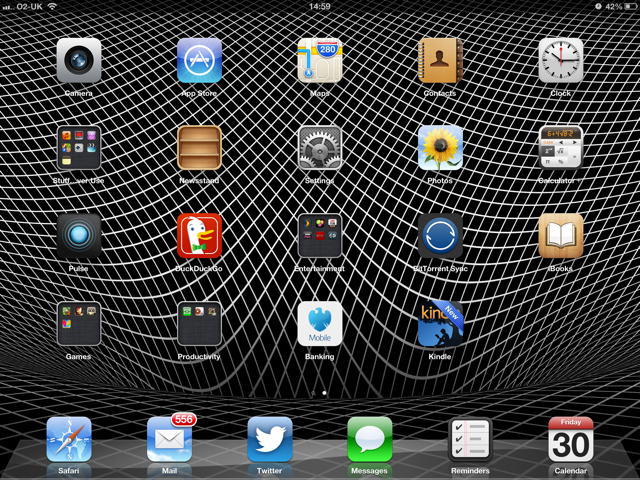 O2-UK
14:59
42%
280
Camera
App Store
Maps
Contacts
Clock
Stuff...ver Use
Newsstand
Settings
Photos
Calculator
Pulse
DuckDuckGo
Entertainment
BitTorrent Sync
iBooks
Mobile
kindle
New
Games
Productivity
Banking
Kindle
556
Friday
30
Safari
Mail
Twitter
Messages
Reminders
Calendar